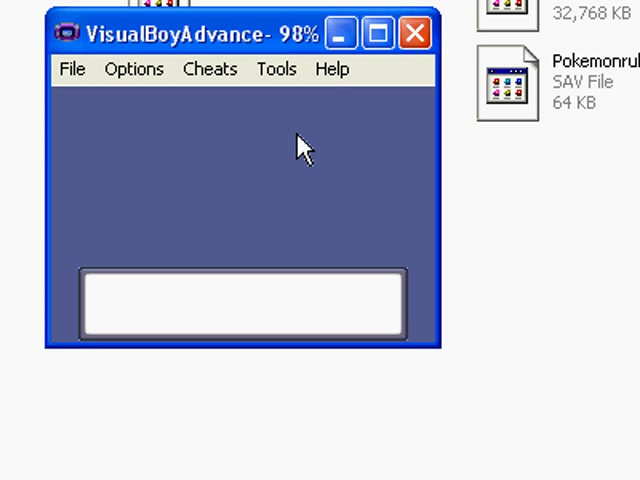 VisualBoyAdvance- 98%
File Options Cheats Tools Help
32,768 KB
Pokemonrul
SAV File
64 KB